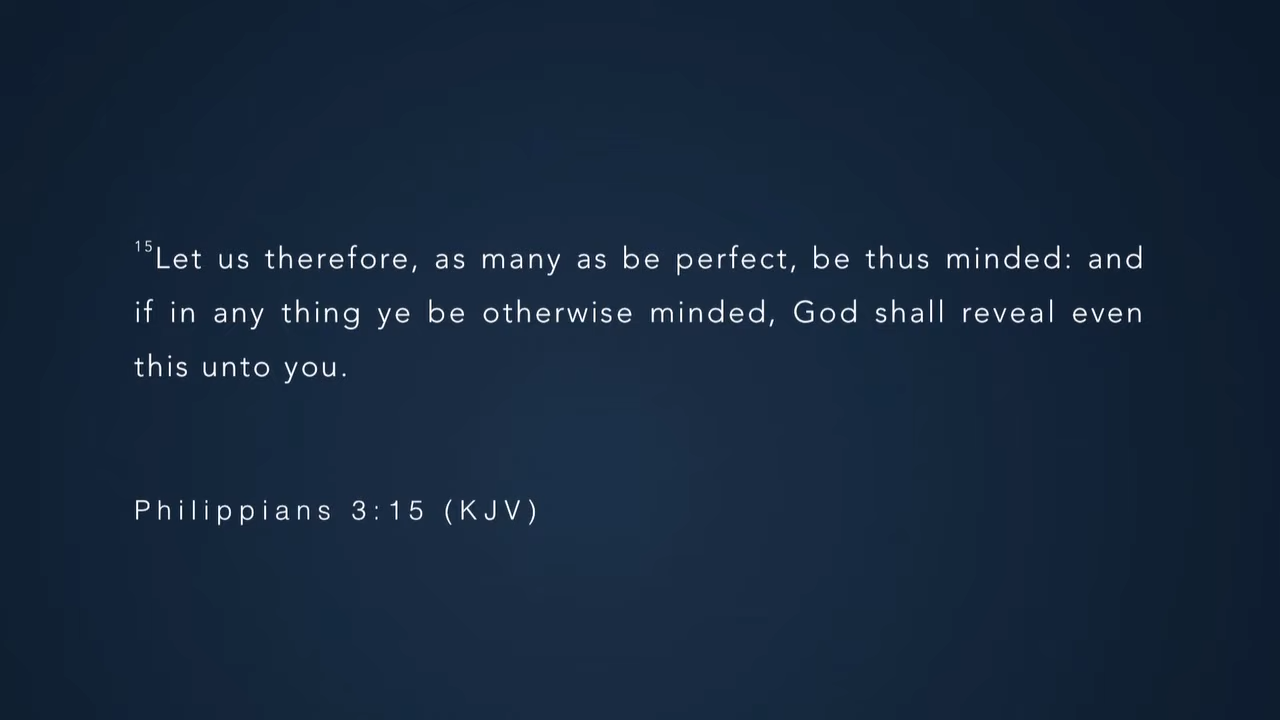 15Let us therefore, as many as be perfect, be thus minded: and
if in any thing ye be otherwise minded, God shall reveal even
this unto you.
Philippians 3:15 (KJV)